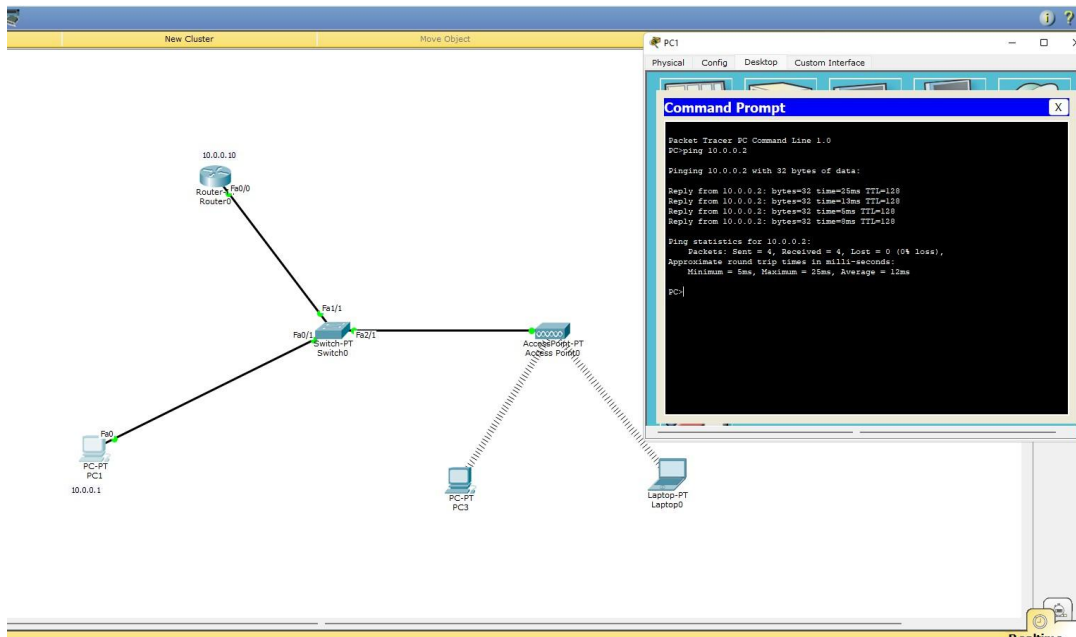 New Cluster
Move Object
i
?
PC1
Physical Config Desktop Custom Interface
Command Prompt
X
Packet Tracer PC Command Line 1.0
PC>ping 10.0.0.2
Pinging 10.0.0.2 with 32 bytes of data:
Reply from 10.0.0.2: bytes=32 time=25ms TTL=128
Reply from 10.0.0.2: bytes=32 time=13ms TTL=128
Reply from 10.0.0.2: bytes=32 time=5ms TTL=128
Reply from 10.0.0.2: bytes=32 time=8ms TTL=128
Ping statistics for 10.0.0.2:
Packets: Sent = 4, Received = 4, Lost = 0 (0% loss),
Approximate round trip times in milli-seconds:
Minimum = 5ms, Maximum = 25ms, Average = 12ms
PC>
10.0.0.10
Fa0/0
Router0
Fa1/1
Fa0/1
Fa2/1
Switch-PT
Switch0
AccessPoint-PT
Access Point0
Fa0
PC-PT
PC1
10.0.0.1
PC-PT
PC3
Laptop-PT
Laptop0
Realtime